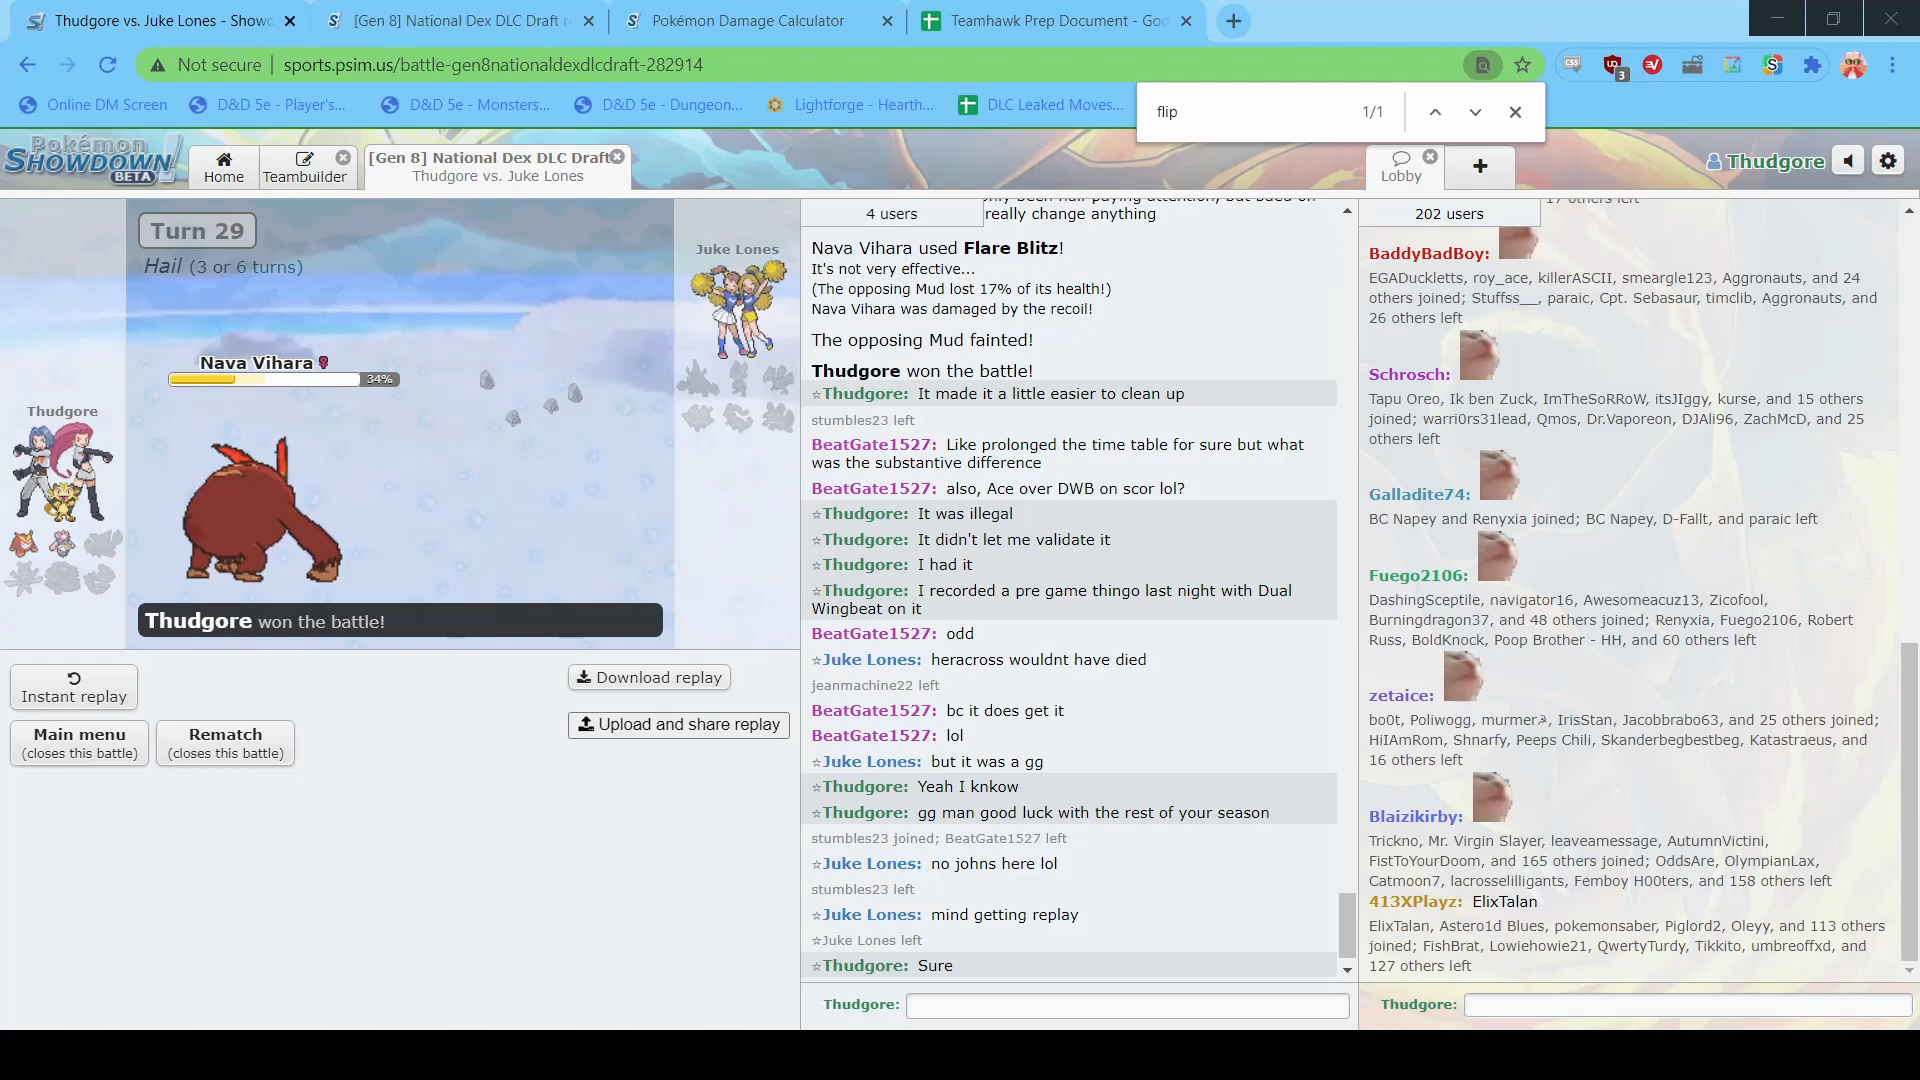 Thudgore vs. Juke Lones - Showd
[Gen 8] National Dex DLC Draft r
Pokémon Damage Calculator
Teamhawk Prep Document - Goo
Not secure
sports.psim.us/battle-gen8nationaldexdlcdraft-282914
3
Online DM Screen
D&D 5e - Player's...
D&D 5e - Monsters...
D&D 5e - Dungeon...
Lightforge - Hearth...
DLC Leaked Moves...
flip
1/1
Pokémon
SHOWDOWN!
BETA
Home
Teambuilder
[Gen 8] National Dex DLC Draft
Thudgore vs. Juke Lones
Lobby
Thudgore
Turn 29
Hail (3 or 6 turns)
Juke Lones
Nava Vihara
34%
Thudgore
Thudgore won the battle!
Instant replay
Download replay
Upload and share replay
Main menu
(closes this battle)
Rematch
(closes this battle)
4 users
really change anything
Nava Vihara used Flare Blitz!
It's not very effective...
(The opposing Mud lost 17% of its health!)
Nava Vihara was damaged by the recoil!
The opposing Mud fainted!
Thudgore won the battle!
☆Thudgore: It made it a little easier to clean up
stumbles23 left
BeatGate1527: Like prolonged the time table for sure but what
was the substantive difference
BeatGate1527: also, Ace over DWB on scor lol?
☆Thudgore: It was illegal
☆Thudgore: It didn't let me validate it
☆Thudgore: I had it
☆Thudgore: I recorded a pre game thingo last night with Dual
Wingbeat on it
BeatGate1527: odd
☆Juke Lones: heracross wouldnt have died
jeanmachine22 left
BeatGate1527: bc it does get it
BeatGate1527: lol
☆Juke Lones: but it was a gg
☆Thudgore: Yeah I knkow
☆Thudgore: gg man good luck with the rest of your season
stumbles23 joined; BeatGate1527 left
☆Juke Lones: no johns here lol
stumbles23 left
☆Juke Lones: mind getting replay
☆Juke Lones left
☆Thudgore: Sure
Thudgore:
202 users
17 others left
BaddyBadBoy:
EGADuckletts, roy_ace, killerASCII, smeargle123, Aggronauts, and 24
others joined; Stuffss__, paraic, Cpt. Sebasaur, timclib, Aggronauts, and
26 others left
Schrosch:
Tapu Oreo, Ik ben Zuck, ImTheSoRRoW, itsJIggy, kurse, and 15 others
joined; warri0rs31lead, Qmos, Dr.Vaporeon, DJAli96, ZachMcD, and 25
others left
Galladite74:
BC Napey and Renyxia joined; BC Napey, D-Fallt, and paraic left
Fuego2106:
DashingSceptile, navigator16, Awesomeacuz13, Zicofool,
Burningdragon37, and 48 others joined; Renyxia, Fuego2106, Robert
Russ, BoldKnock, Poop Brother - HH, and 60 others left
zetaice:
bo0t, Poliwogg, murmer☭, IrisStan, Jacobbrabo63, and 25 others joined;
HiIAmRom, Shnarfy, Peeps Chili, Skanderbegbestbeg, Katastraeus, and
16 others left
Blaizikirby:
Trickno, Mr. Virgin Slayer, leaveamessage, AutumnVictini,
FistToYourDoom, and 165 others joined; OddsAre, OlympianLax,
Catmoon7, lacrosselilligants, Femboy H00ters, and 158 others left
413XPlayz: ElixTalan
ElixTalan, Astero1d Blues, pokemonsaber, Piglord2, Oleyy, and 113 others
joined; FishBrat, Lowiehowie21, QwertyTurdy, Tikkito, umbreoffxd, and
127 others left
Thudgore: